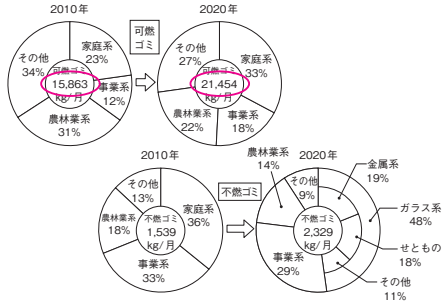 2010年
可燃
ゴミ
2020年
その他
34%
家庭系
23%
可燃ゴミ
15,863
kg/月
事業系
12%
農林業系
31%
その他
27%
家庭系
33%
可燃ゴミ
21,454
kg/月
農林業系
22%
事業系
18%
2010年
不燃ゴミ
2020年
その他
13%
家庭系
36%
農林業系
18%
不燃ゴミ
1,539
kg/月
事業系
33%
農林業系
14%
その他
9%
金属系
19%
ガラス系
48%
不燃ゴミ
2,329
kg/月
せともの
18%
事業系
29%
その他
11%